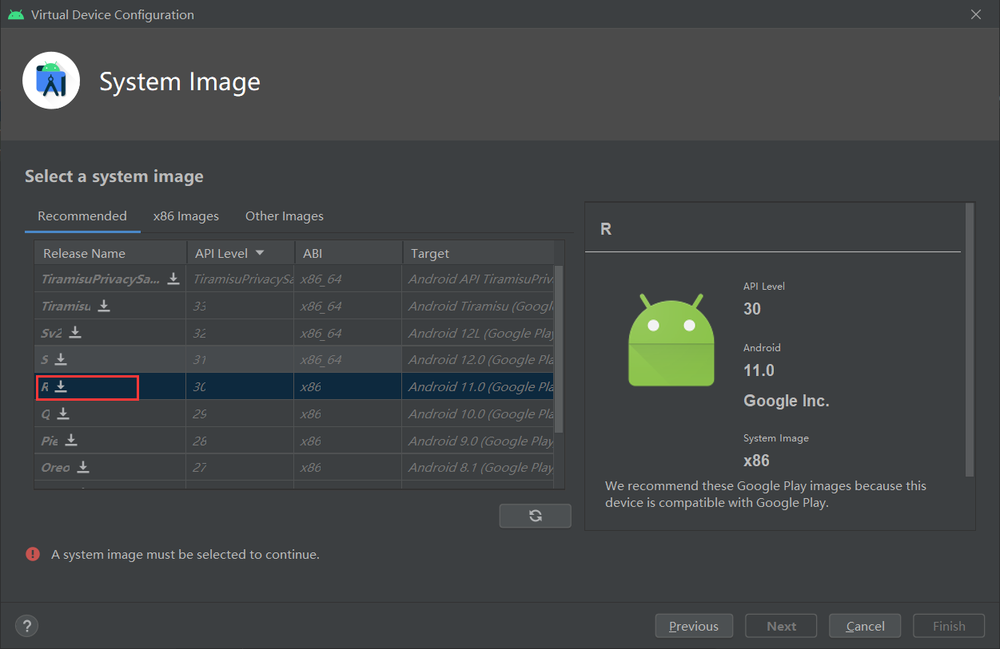 Virtual Device Configuration
System Image
Select a system image
Recommended x86 Images Other Images
Release Name API Level ABI Target
TiramisuPrivacySa... TiramisuPrivacySa x86_64 Android API TiramisuPriv
Tiramisu 33 x86_64 Android Tiramisu (Googl
Sv2 32 x86_64 Android 12L (Google Play
S 31 x86_64 Android 12.0 (Google Pla
R 30 x86 Android 11.0 (Google Pla
Q 29 x86 Android 10.0 (Google Pla
Pie 28 x86 Android 9.0 (Google Play
Oreo 27 x86 Android 8.1 (Google Play
R
API Level
30
Android
11.0
Google Inc.
System Image
x86
We recommend these Google Play images because this
device is compatible with Google Play.
A system image must be selected to continue.
? Previous Next Cancel Finish